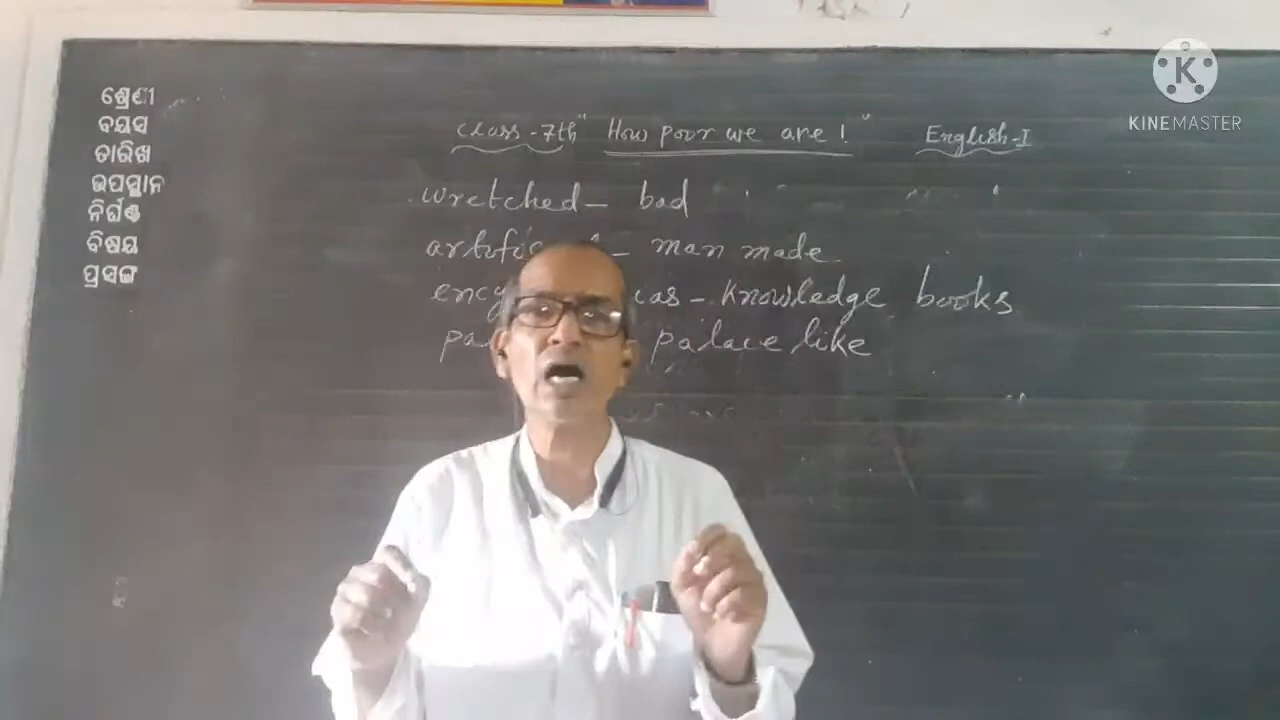 ଶ୍ରେଣୀ
ବୟସ
ତାରିଖ
ଉପସ୍ଥାନ
ନିର୍ଘଣ୍ଟ
ବିଷୟ
ପ୍ରସଙ୍ଗ
Class-7th "How poor we are!" English-I
wretched - bad
- man made
- knowledge books
palace like
K
KINEMASTER